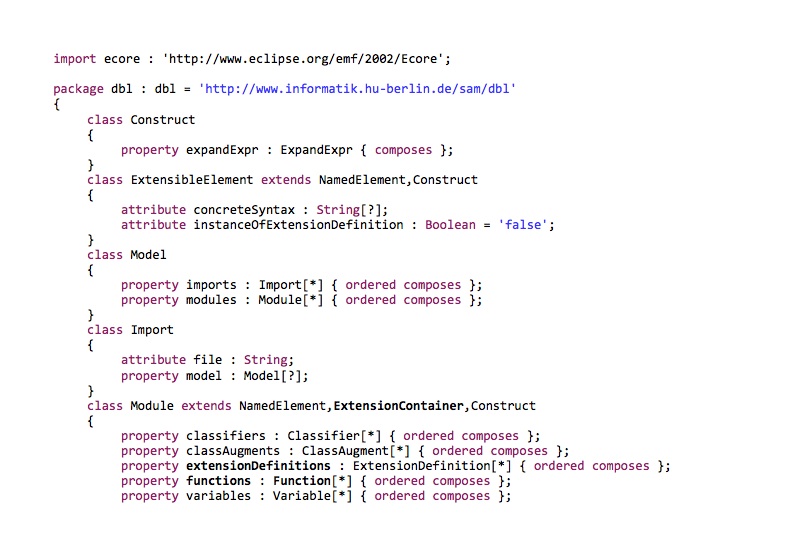 import ecore : 'http://www.eclipse.org/emf/2002/Ecore';
package dbl : dbl = 'http://www.informatik.hu-berlin.de/sam/dbl'
{
class Construct
{
property expandExpr : ExpandExpr { composes };
}
class ExtensibleElement extends NamedElement,Construct
{
attribute concreteSyntax : String[?];
attribute instanceOfExtensionDefinition : Boolean = 'false';
}
class Model
{
property imports : Import[*] { ordered composes };
property modules : Module[*] { ordered composes };
}
class Import
{
attribute file : String;
property model : Model[?];
}
class Module extends NamedElement,ExtensionContainer,Construct
{
property classifiers : Classifier[*] { ordered composes };
property classAugments : ClassAugment[*] { ordered composes };
property extensionDefinitions : ExtensionDefinition[*] { ordered composes };
property functions : Function[*] { ordered composes };
property variables : Variable[*] { ordered composes };